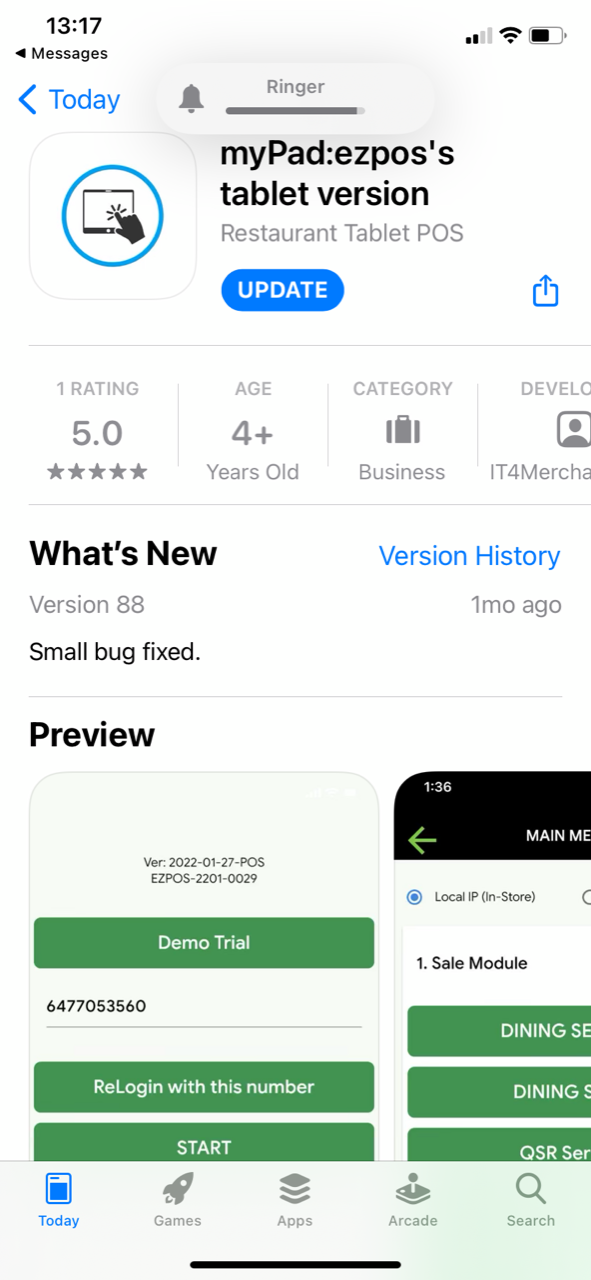 13:17
Messages
Today
Ringer
myPad:ezpos's
tablet version
Restaurant Tablet POS
UPDATE
1 RATING
AGE
CATEGORY
DEVELO
5.0
4+
Years Old
Business
IT4Mercha
What's New
Version History
Version 88
1mo ago
Small bug fixed.
Preview
Ver: 2022-01-27-POS
EZPOS-2201-0029
Demo Trial
6477053560
ReLogin with this number
START
1:36
MAIN ME
Local IP (In-Store)
1. Sale Module
DINING SE
DINING S
QSR Ser
Today
Games
Apps
Arcade
Search